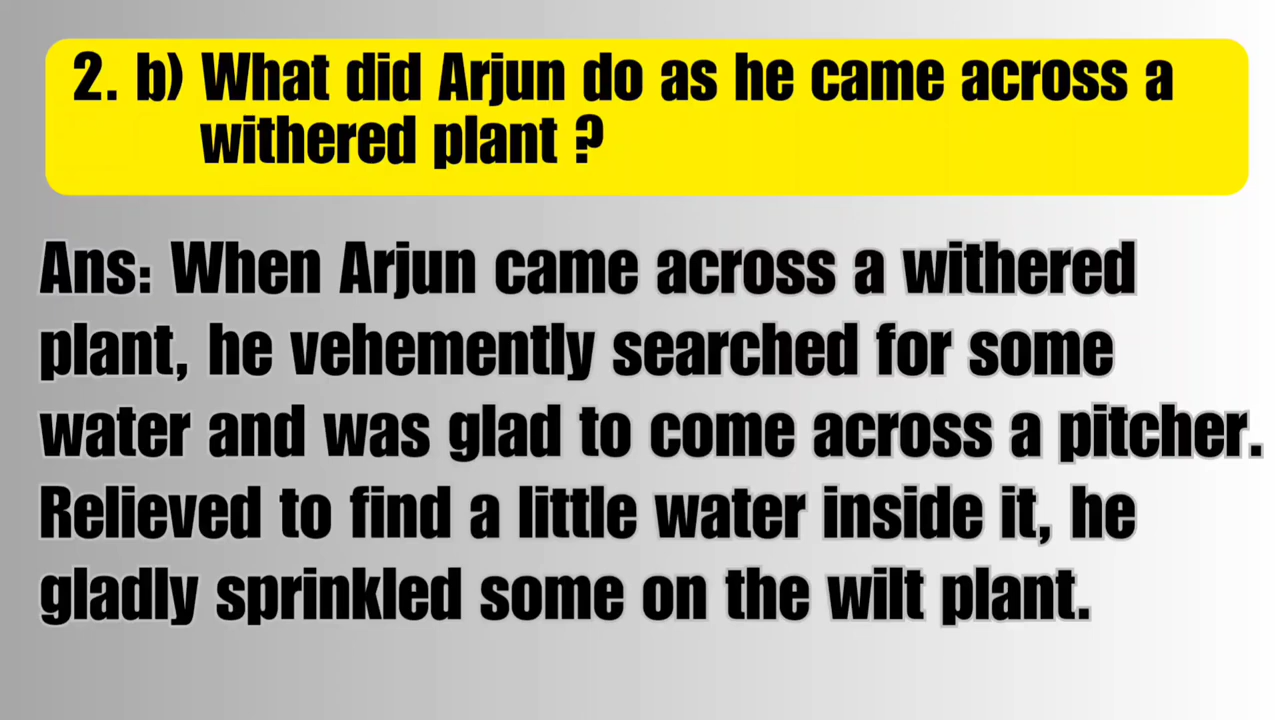 2. b) What did Arjun do as he came across a
withered plant ?
Ans: When Arjun came across a withered
plant, he vehemently searched for some
water and was glad to come across a pitcher.
Relieved to find a little water inside it, he
gladly sprinkled some on the wilt plant.